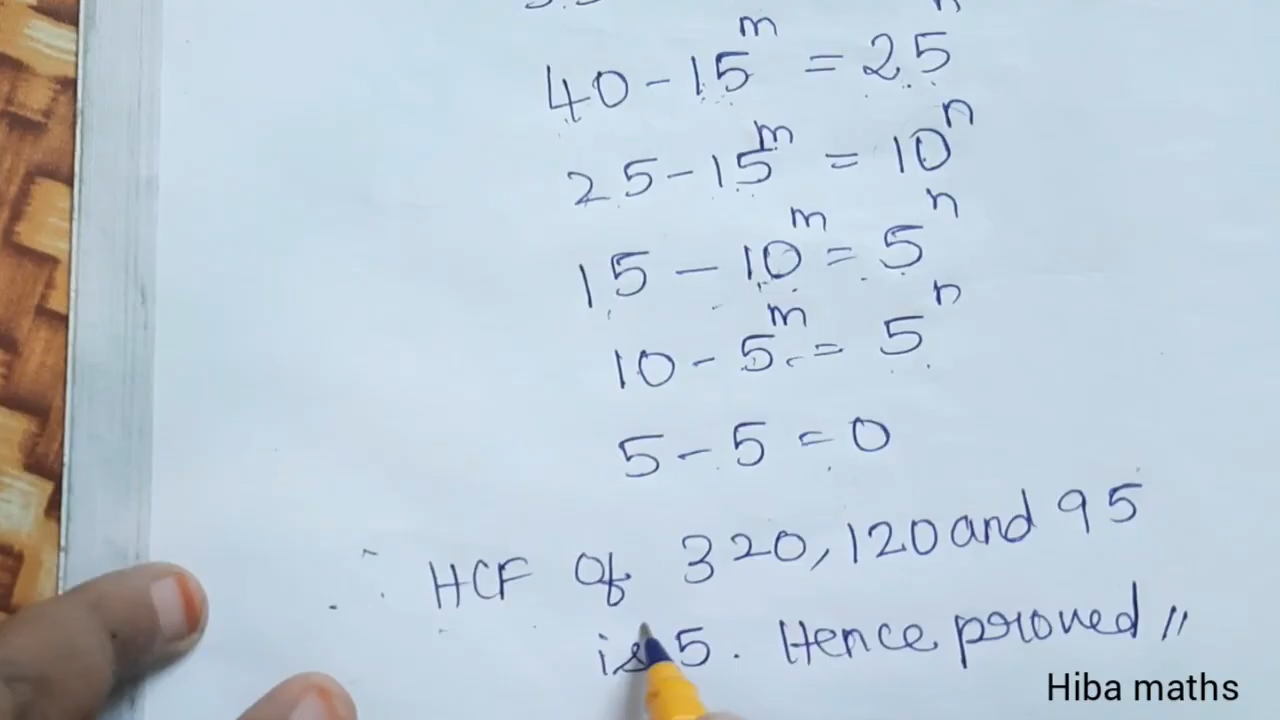 40 - 15 m = 25 n
25 - 15 m = 10 n
15 - 10 m = 5 n
10 - 5 m = 5 n
5 - 5 = 0
∴ HCF of 320, 120 and 95
is 5. Hence proved //
Hiba maths